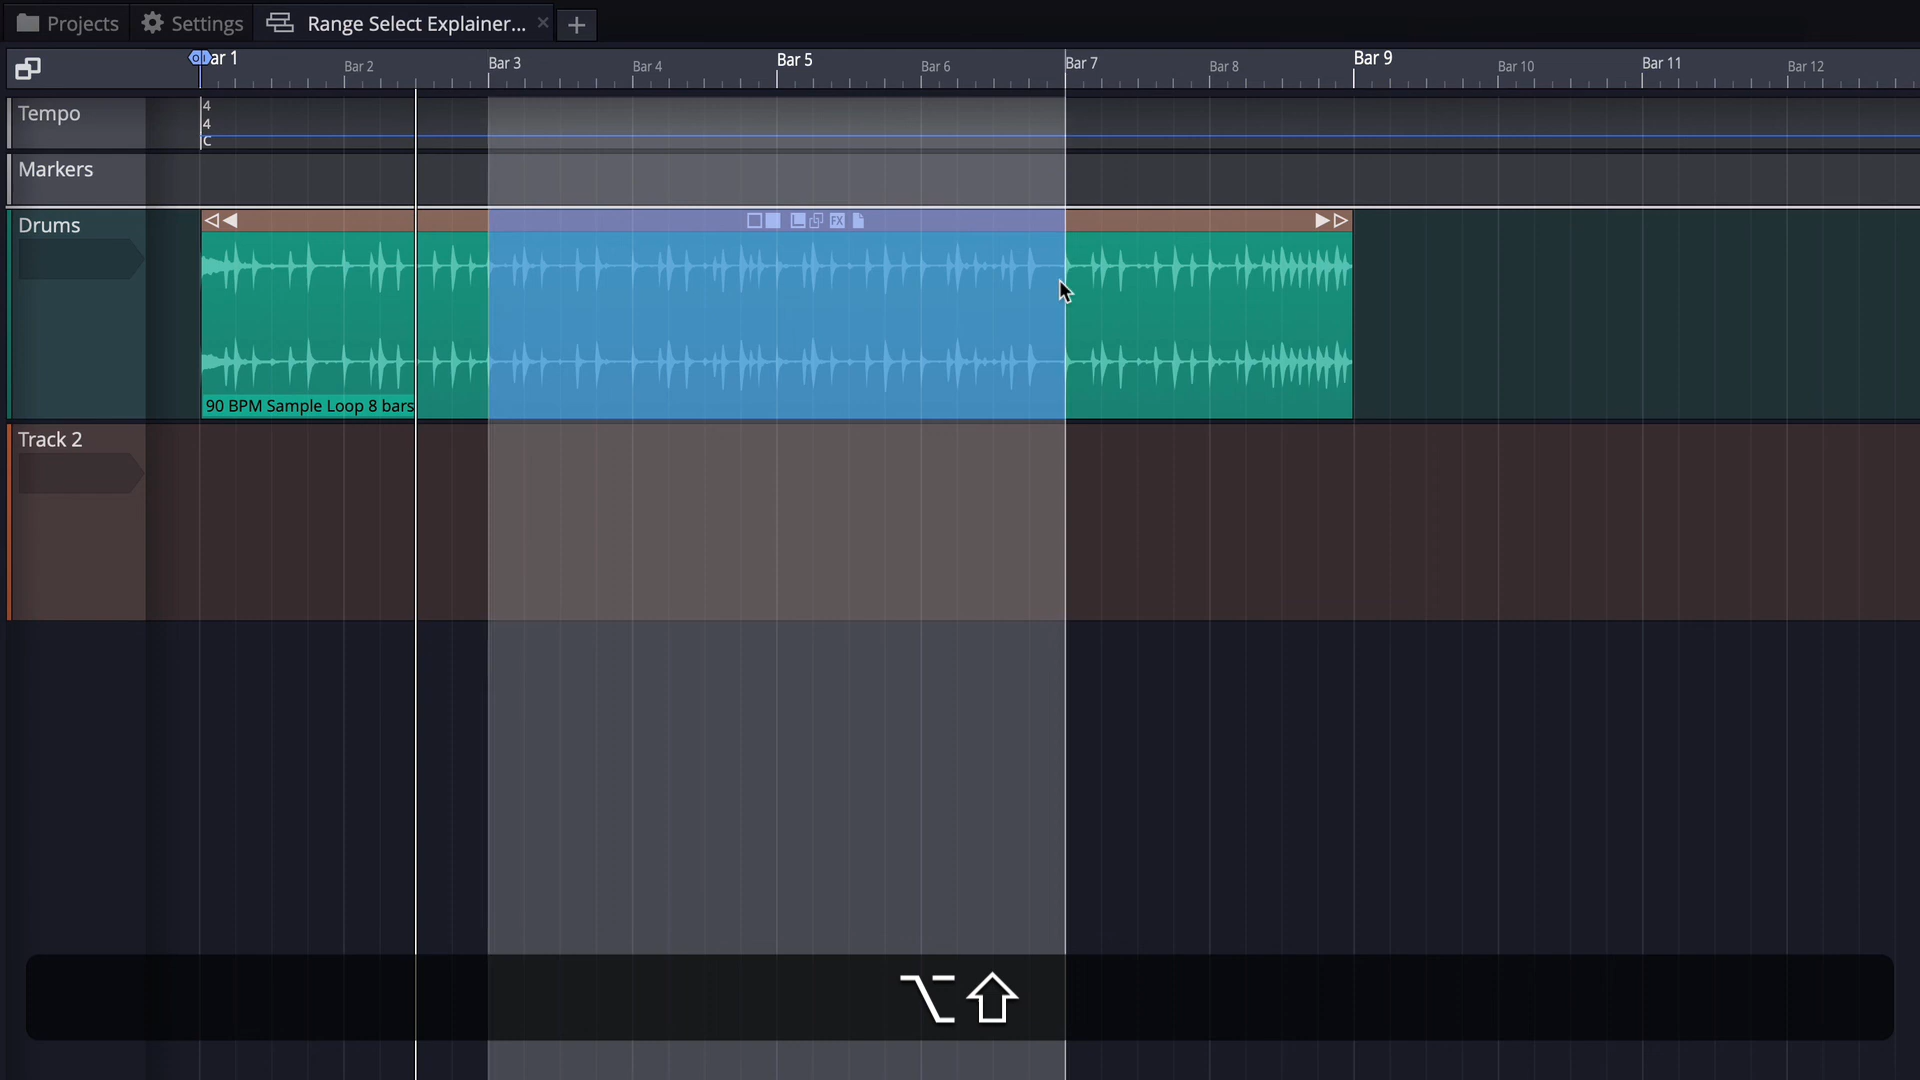 Projects Settings Range Select Explainer...
ar 1 Bar 2 Bar 3 Bar 4 Bar 5 Bar 6 Bar 7 Bar 8 Bar 9 Bar 10 Bar 11 Bar 12
Tempo
4
4
C
Markers
Drums
FX
90 BPM Sample Loop 8 bars
Track 2